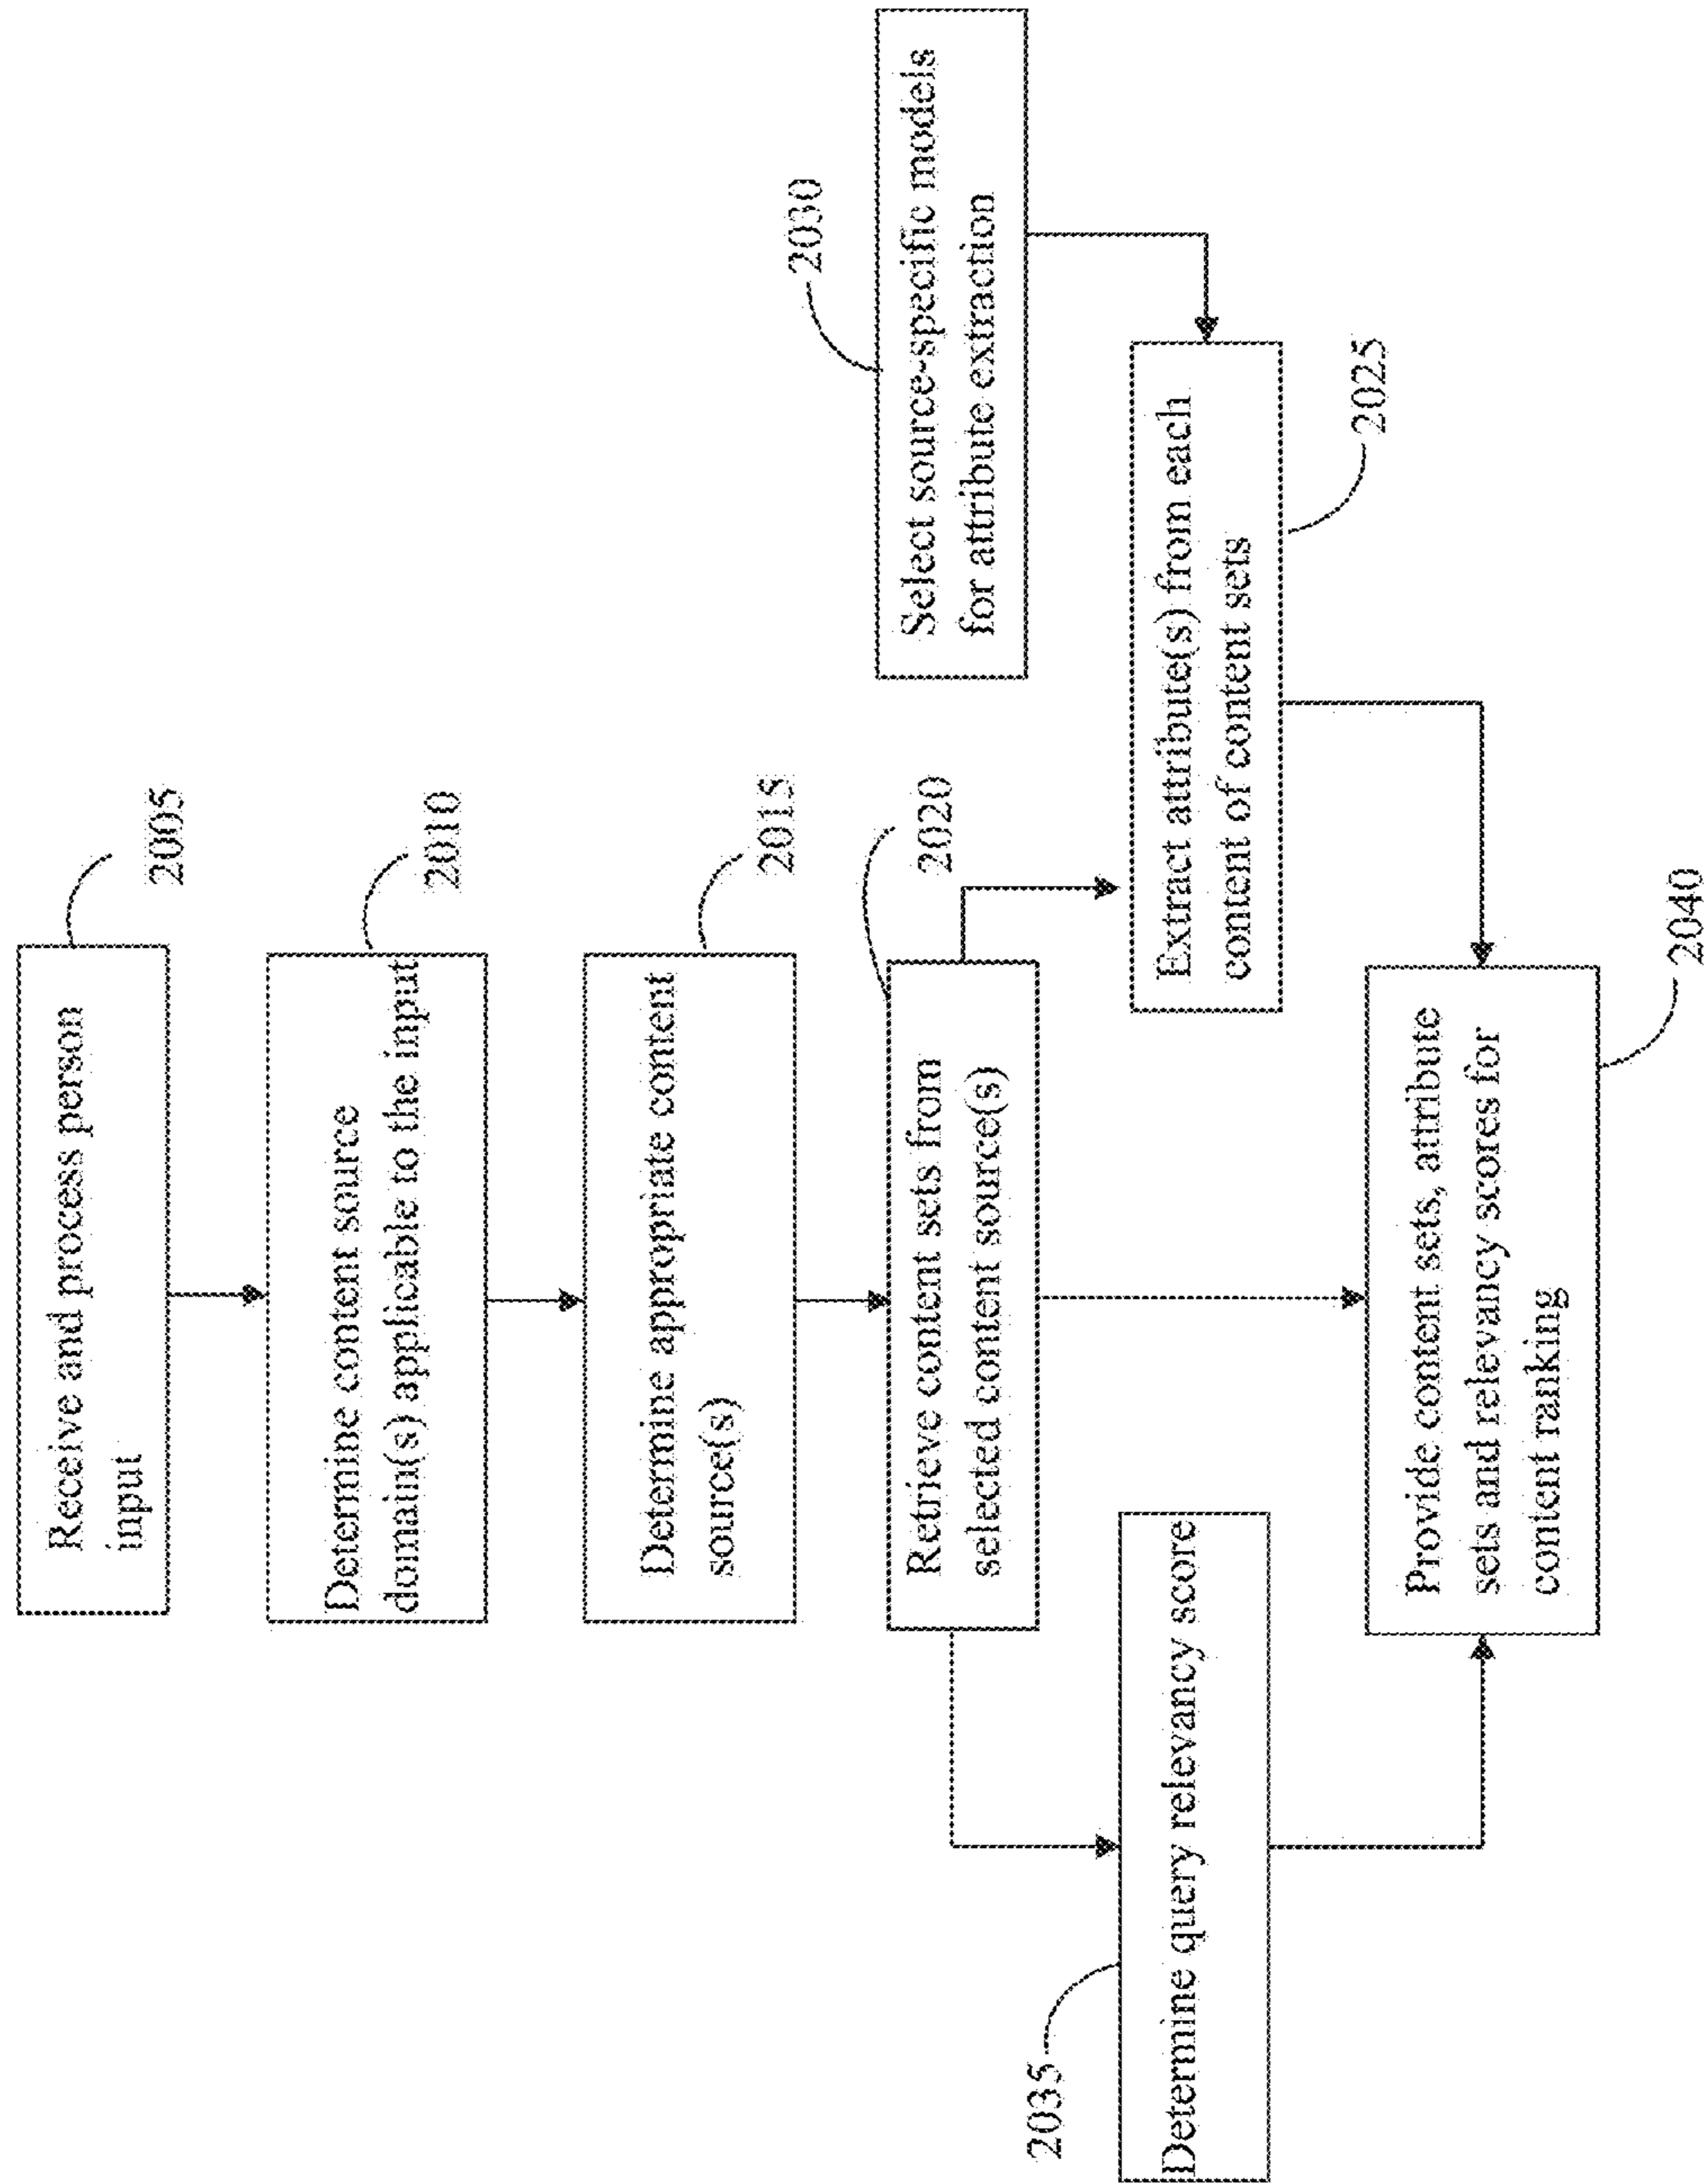 Receive and process person
input
2005
Determine content source
domain(s) applicable to the input
2010
Determine appropriate content
source(s)
2015
Retrieve content sets from
selected content source(s)
2020
2030
Select source-specific models
for attribute extraction
2035
Determine query relevancy score
Extract attribute(s) from each
content of content sets
2025
Provide content sets, attribute
sets and relevancy scores for
content ranking
2040